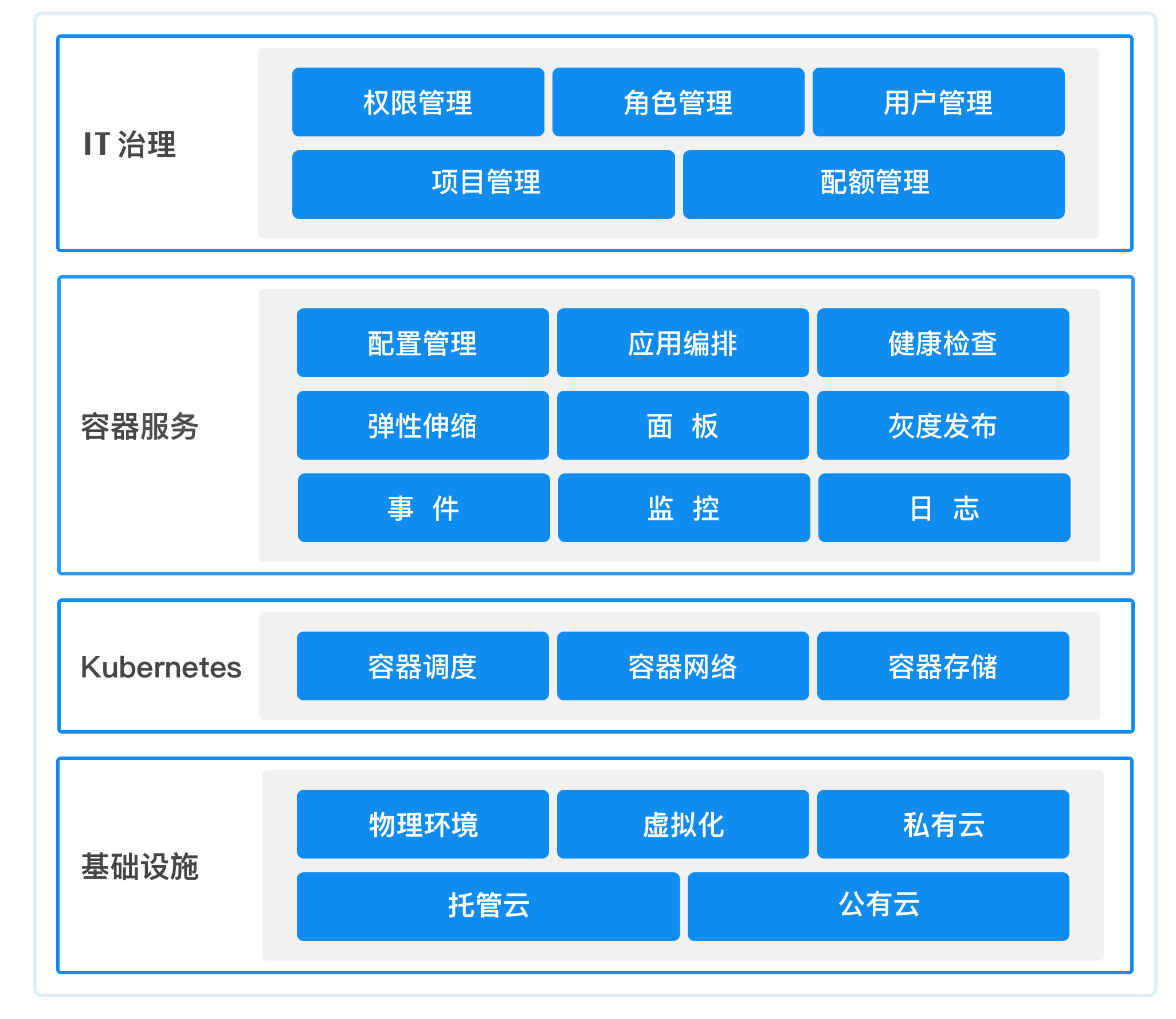 IT 治理
权限管理
角色管理
用户管理
项目管理
配额管理
容器服务
配置管理
应用编排
健康检查
弹性伸缩
面 板
灰度发布
事 件
监 控
日 志
Kubernetes
容器调度
容器网络
容器存储
基础设施
物理环境
虚拟化
私有云
托管云
公有云